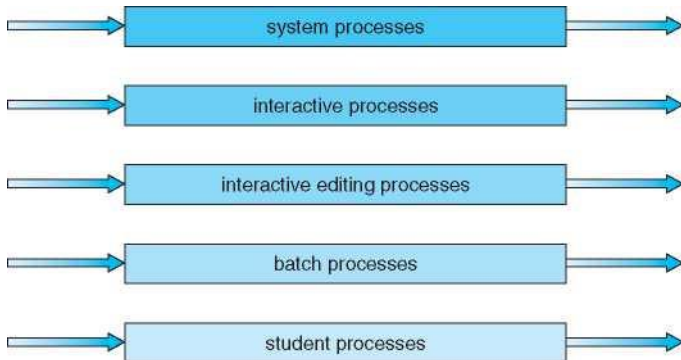 system processes
interactive processes
interactive editing processes
batch processes
student processes